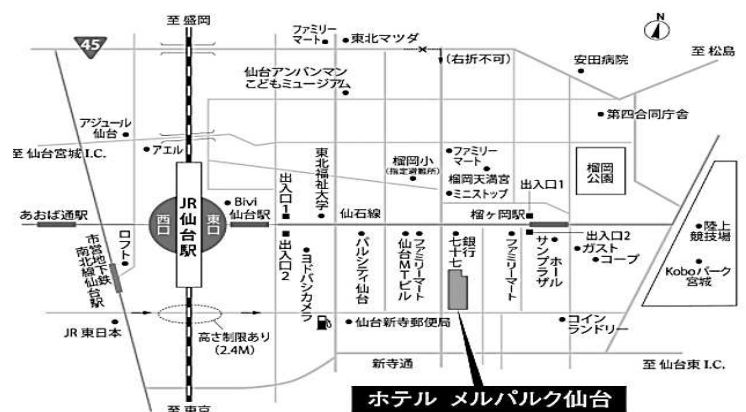 至 盛岡
N
45
ファミリー
マート
東北マツダ
(右折不可)
安田病院
至 松島
仙台アンパンマン
こどもミュージアム
第四合同庁舎
アジュール
仙台
アエル
至 仙台宮城 I.C.
出入口1
東北福祉大学
榴岡小
(指定避難所)
ファミリー
マート
榴岡天満宮
ミニストップ
出入口1
榴岡
公園
JR仙台駅
西口
東口
Bivi
仙台駅
あおば通駅
仙石線
榴ヶ岡駅
陸上
競技場
Koboパーク
宮城
市営地下鉄
南北線仙台駅
ロフト
出入口2
ヨドバシカメラ
パルシティ仙台
仙台MTビル
ファミリーマート
七十七
銀行
ファミリーマート
サンプラザ
ホール
出入口2
ガスト
コープ
JR東日本
高さ制限あり
(2.4M)
仙台新寺郵便局
コイン
ランドリー
新寺通
至 仙台東 I.C.
至 東京
ホテル メルパルク仙台